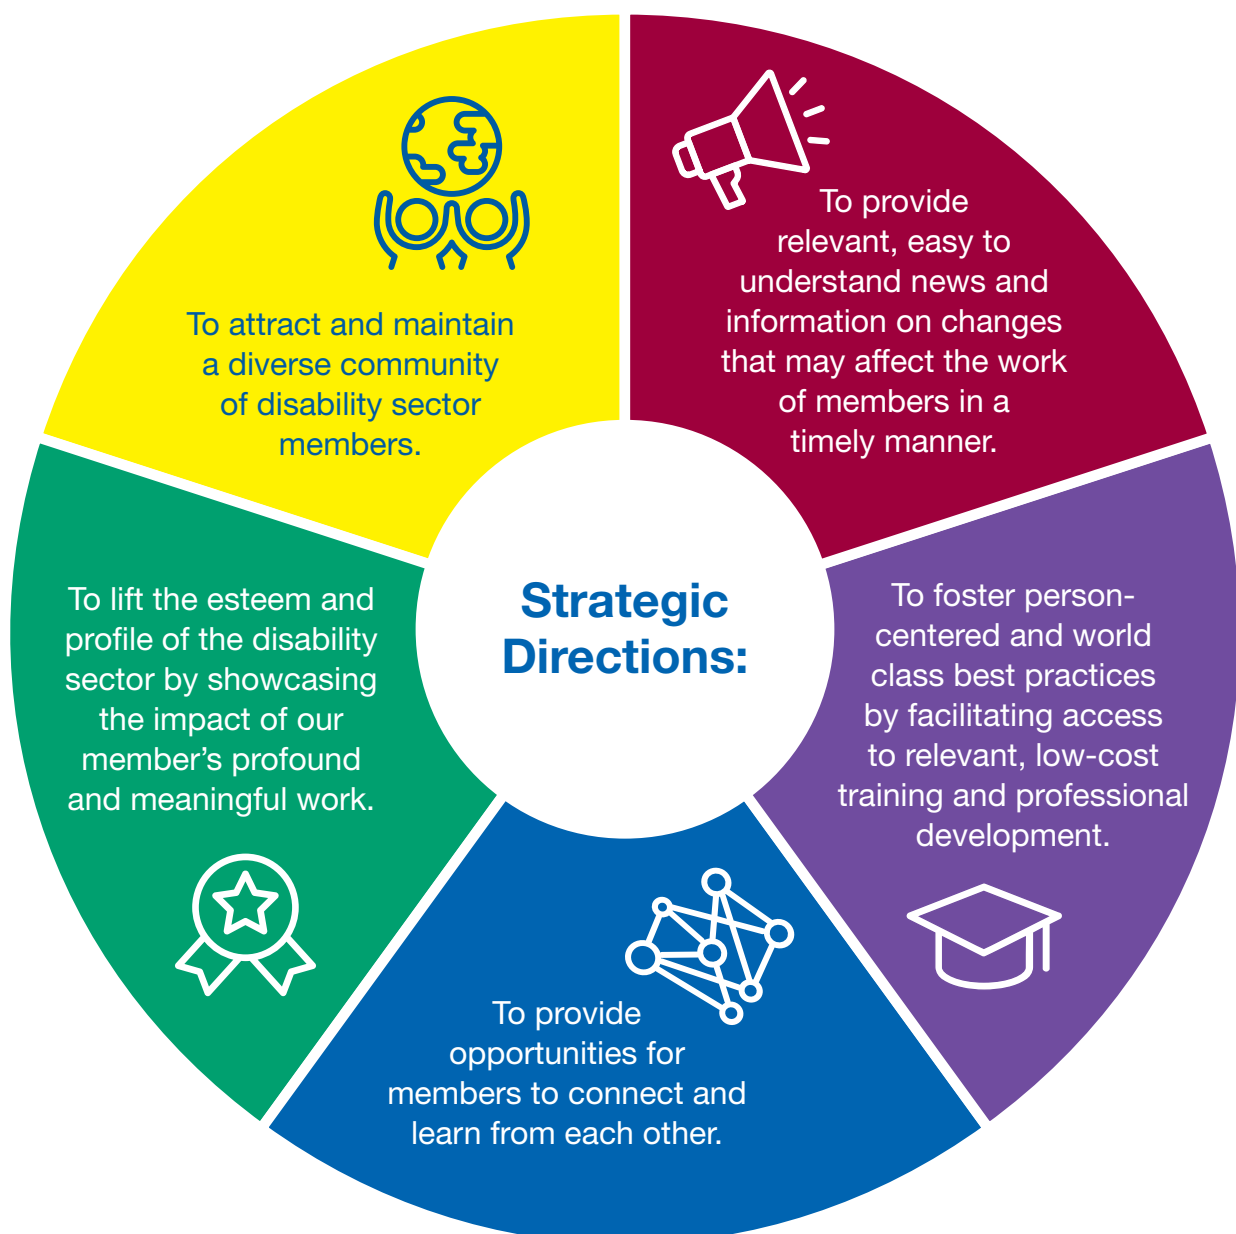 Strategic
Directions:
To provide
relevant, easy to
understand news and
information on changes
that may affect the work
of members in a
timely manner.
To foster person-
centered and world
class best practices
by facilitating access
to relevant, low-cost
training and professional
development.
To provide
opportunities for
members to connect and
learn from each other.
To lift the esteem and
profile of the disability
sector by showcasing
the impact of our
member’s profound
and meaningful work.
To attract and maintain
a diverse community
of disability sector
members.